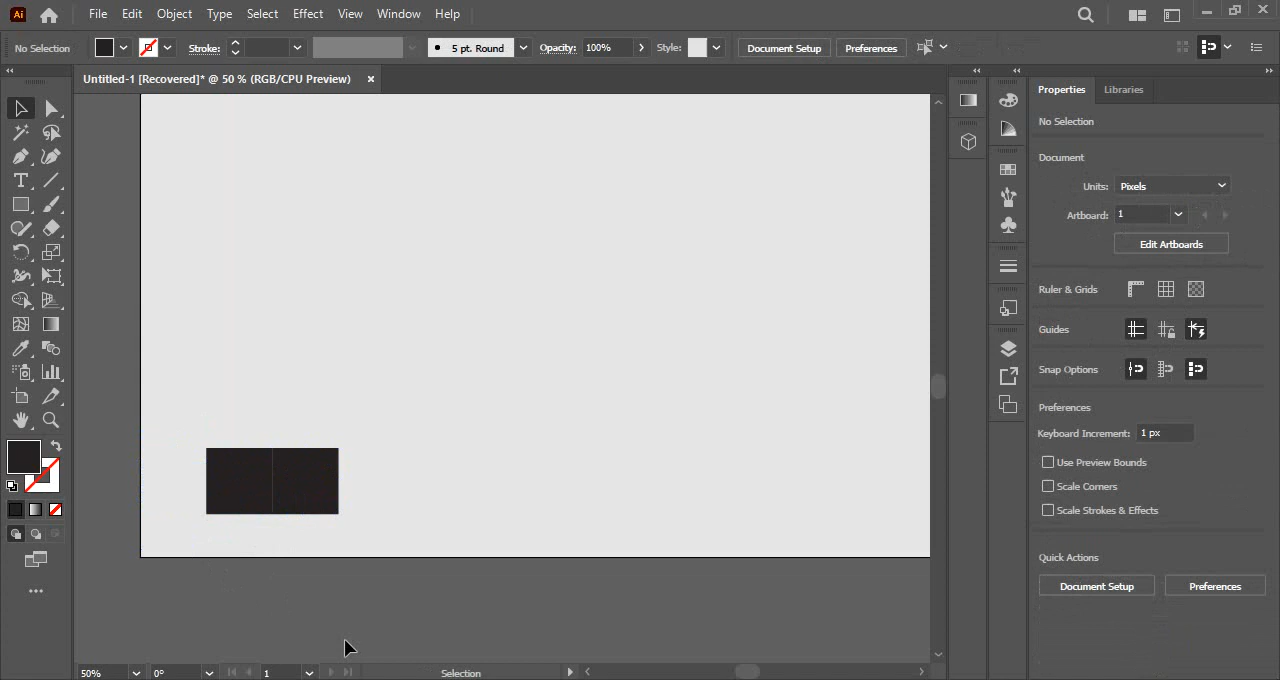 Ai File Edit Object Type Select Effect View Window Help
No Selection Stroke: 5 pt. Round Opacity: 100% Style: Document Setup Preferences
Untitled-1 [Recovered]* @ 50 % (RGB/CPU Preview)
Properties Libraries
No Selection
Document
Units: Pixels
Artboard: 1
Edit Artboards
Ruler & Grids
Guides
Snap Options
Preferences
Keyboard Increment: 1 px
Use Preview Bounds
Scale Corners
Scale Strokes & Effects
Quick Actions
Document Setup Preferences
50% 0° 1 Selection